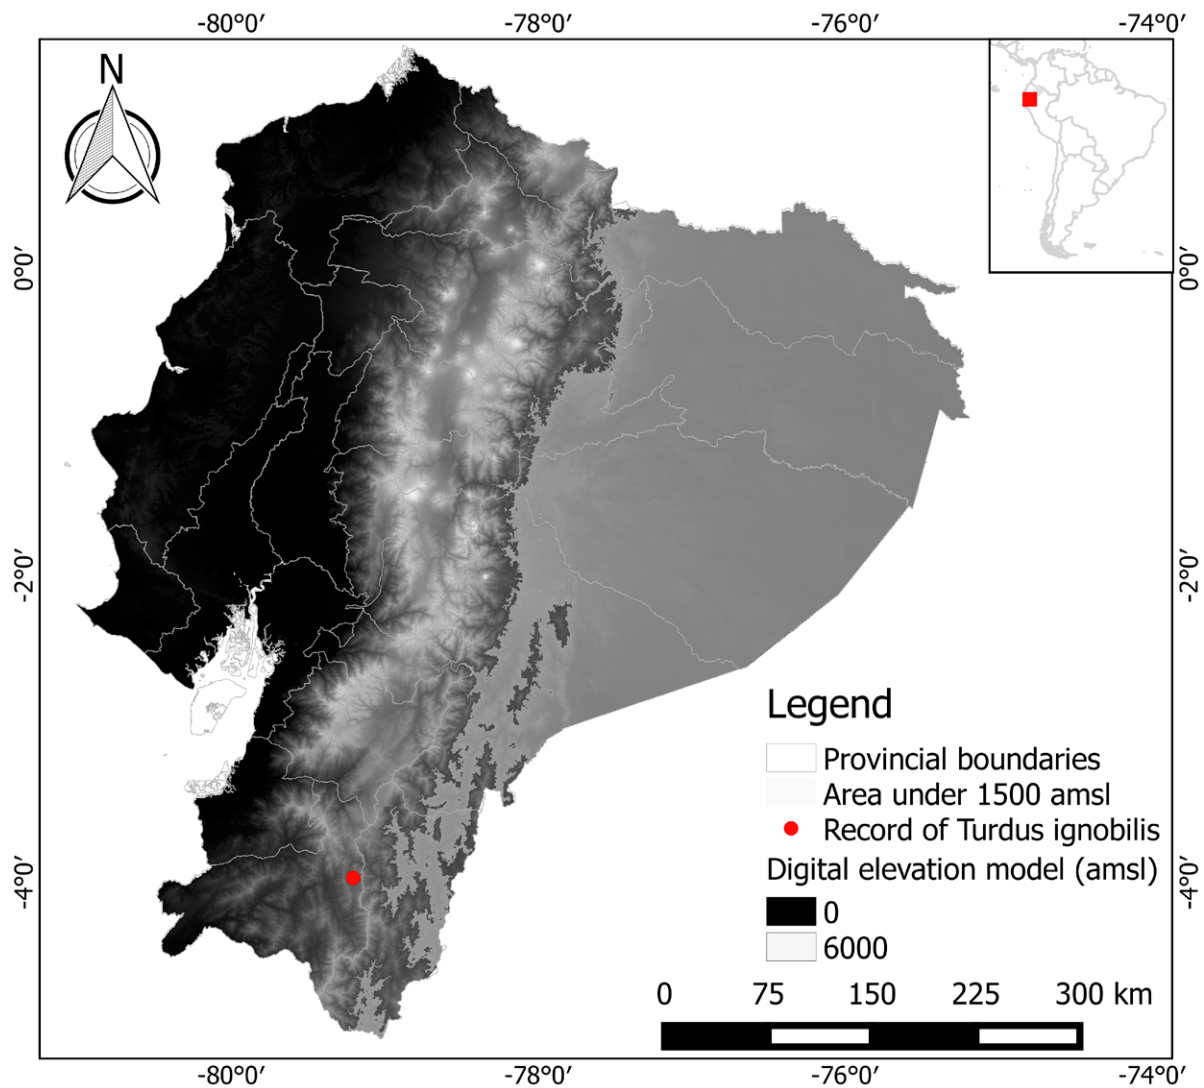 -80°0′ -78°0′ -76°0′ -74°0′
N
0°0′ 0°0′
-2°0′ -2°0′
Legend
Provincial boundaries
Area under 1500 amsl
Record of Turdus ignobilis
Digital elevation model (amsl)
-4°0′ -4°0′
0
6000
0 75 150 225 300 km
-80°0′ -78°0′ -76°0′ -74°0′